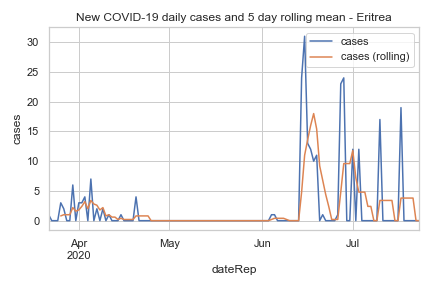 New COVID-19 daily cases and 5 day rolling mean - Eritrea
cases
cases (rolling)
30
25
20
15
10
5
0
cases
Apr
2020
May
Jun
Jul
dateRep